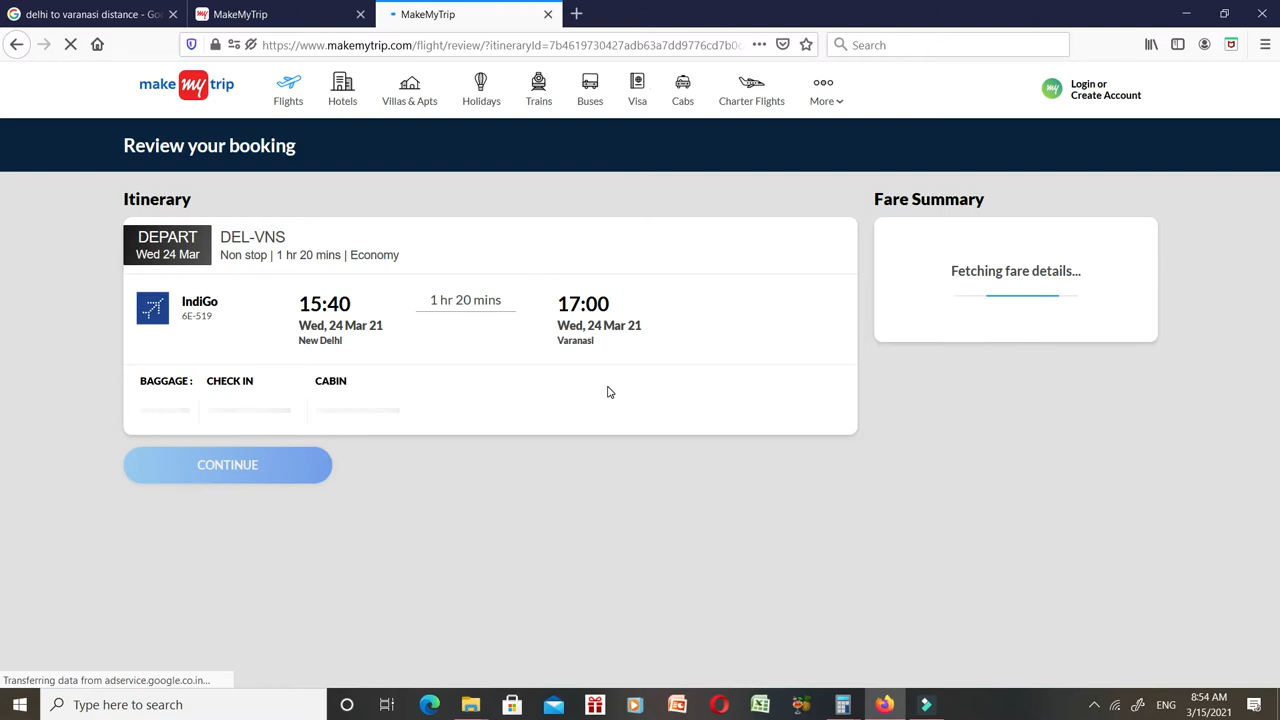 delhi to varanasi distance - Goo
MakeMyTrip
MakeMyTrip
https://www.makemytrip.com/flight/review/?itineraryId=7b4619730427adb63a7dd9776cd7b0c
Search
make my trip
Flights
Hotels
Villas & Apts
Holidays
Trains
Buses
Visa
Cabs
Charter Flights
More
my
Login or
Create Account
Review your booking
Itinerary
Fare Summary
DEPART
Wed 24 Mar
DEL-VNS
Non stop | 1 hr 20 mins | Economy
Fetching fare details...
IndiGo
6E-519
15:40
Wed, 24 Mar 21
New Delhi
1 hr 20 mins
17:00
Wed, 24 Mar 21
Varanasi
BAGGAGE : CHECK IN CABIN
CONTINUE
Transferring data from adservice.google.co.in...
Type here to search
ENG
8:54 AM
3/15/2021